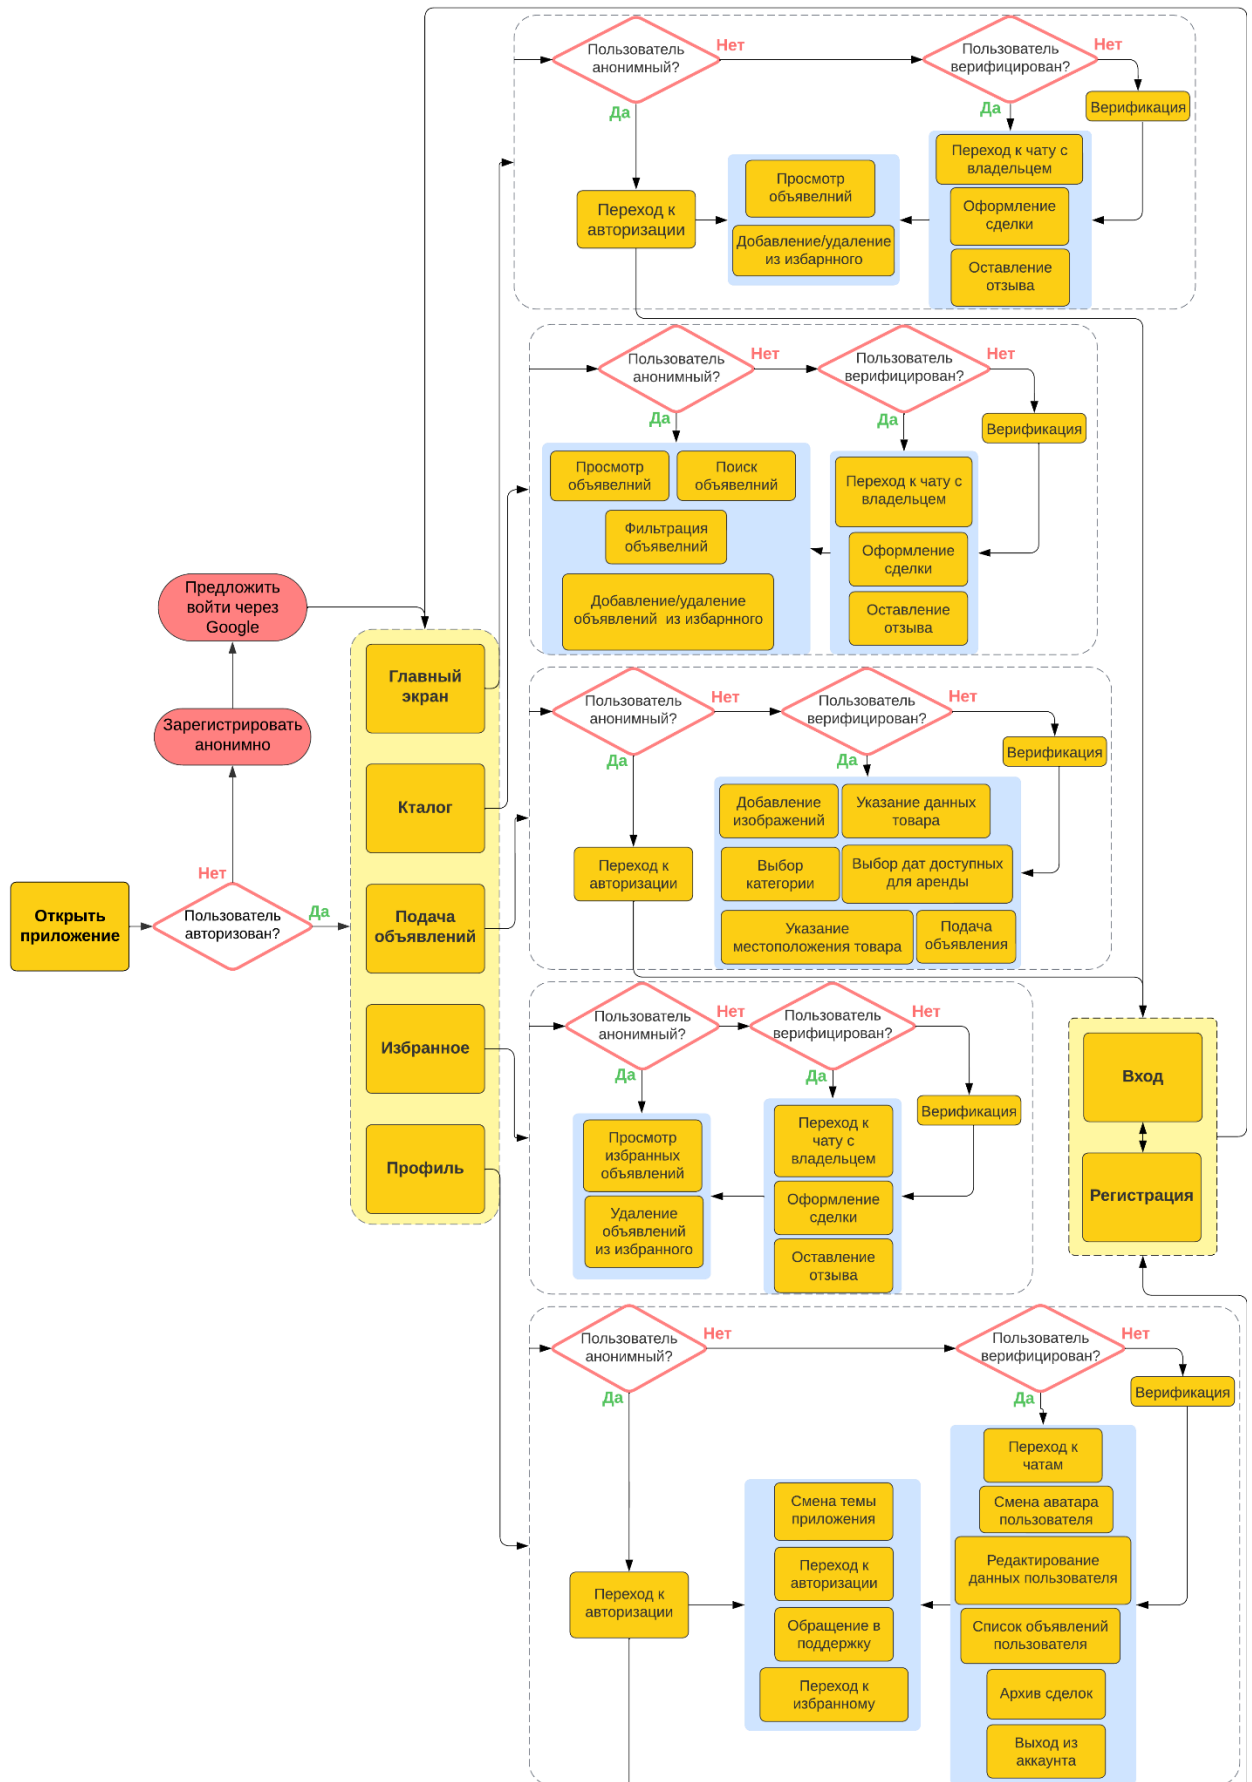 Пользователь
анонимный?
Нет
Пользователь
верифицирован?
Нет
Верификация
Да
Да
Переход к чату с
владельцем
Просмотр
объявелний
Переход к
авторизации
Оформление
сделки
Добавление/удаление
из избарнного
Оставление
отзыва
Пользователь
анонимный?
Нет
Пользователь
верифицирован?
Нет
Верификация
Да
Да
Просмотр
объявелний
Поиск
объявелний
Переход к чату с
владельцем
Фильтрация
объявелний
Оформление
сделки
Добавление/удаление
объявлений из избарнного
Оставление
отзыва
Предложить
войти через
Google
Зарегистрировать
анонимно
Нет
Открыть
приложение
Пользователь
авторизован?
Да
Главный
экран
Кталог
Подача
объявлений
Избранное
Профиль
Пользователь
анонимный?
Нет
Пользователь
верифицирован?
Нет
Верификация
Да
Да
Добавление
изображений
Указание данных
товара
Переход к
авторизации
Выбор
категории
Выбор дат доступных
для аренды
Указание
местоположения товара
Подача
объявления
Пользователь
анонимный?
Нет
Пользователь
верифицирован?
Нет
Верификация
Да
Да
Просмотр
избранных
объявлений
Переход к
чату с
владельцем
Удаление
объявлений
из избранного
Оформление
сделки
Оставление
отзыва
Вход
Регистрация
Пользователь
анонимный?
Нет
Пользователь
верифицирован?
Нет
Верификация
Да
Да
Переход к
чатам
Смена темы
приложения
Смена аватара
пользователя
Переход к
авторизации
Переход к
авторизации
Редактирование
данных пользователя
Обращение в
поддержку
Список объявлений
пользователя
Переход к
избранному
Архив сделок
Выход из
аккаунта